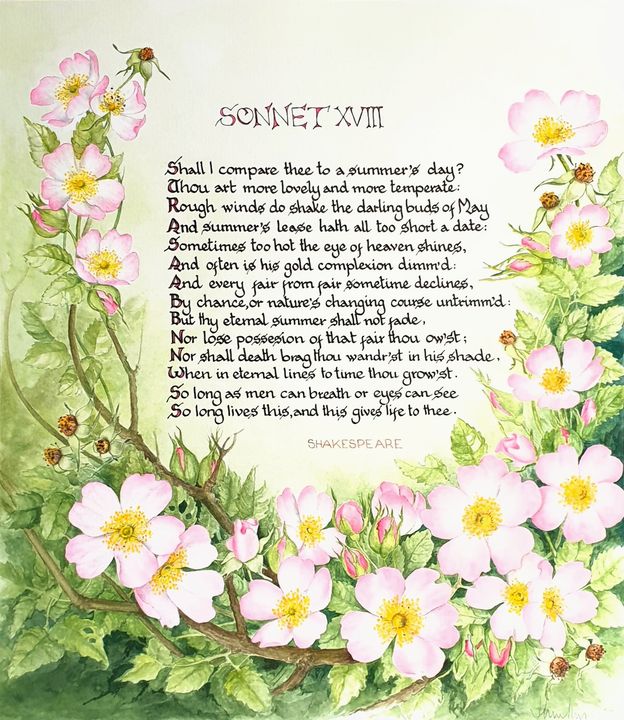 SONNET XVIII
Shall I compare thee to a summer's day?
Thou art more lovely and more temperate:
Rough winds do shake the darling buds of May
And summer's lease hath all too short a date:
Sometimes too hot the eye of heaven shines,
And often is his gold complexion dimm'd:
And every fair from fair sometime declines,
By chance, or nature's changing course untrimm'd:
But thy eternal summer shall not fade,
Nor lose possesion of that fair thou ow'st;
Nor shall death brag thou wandr'st in his shade,
When in eternal lines to time thou grow'st.
So long as men can breath or eyes can see
So long lives this, and this gives life to thee.
SHAKESPEARE